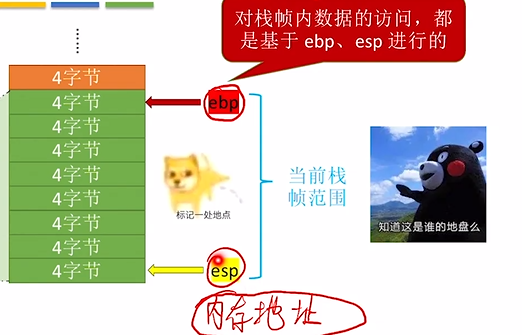 对栈帧内数据的访问，都
是基于 ebp、esp 进行的
……
4字节
4字节
4字节
4字节
4字节
4字节
4字节
4字节
4字节
ebp
标记一处地点
esp
当前栈
帧范围
知道这是谁的地盘么
内存地址